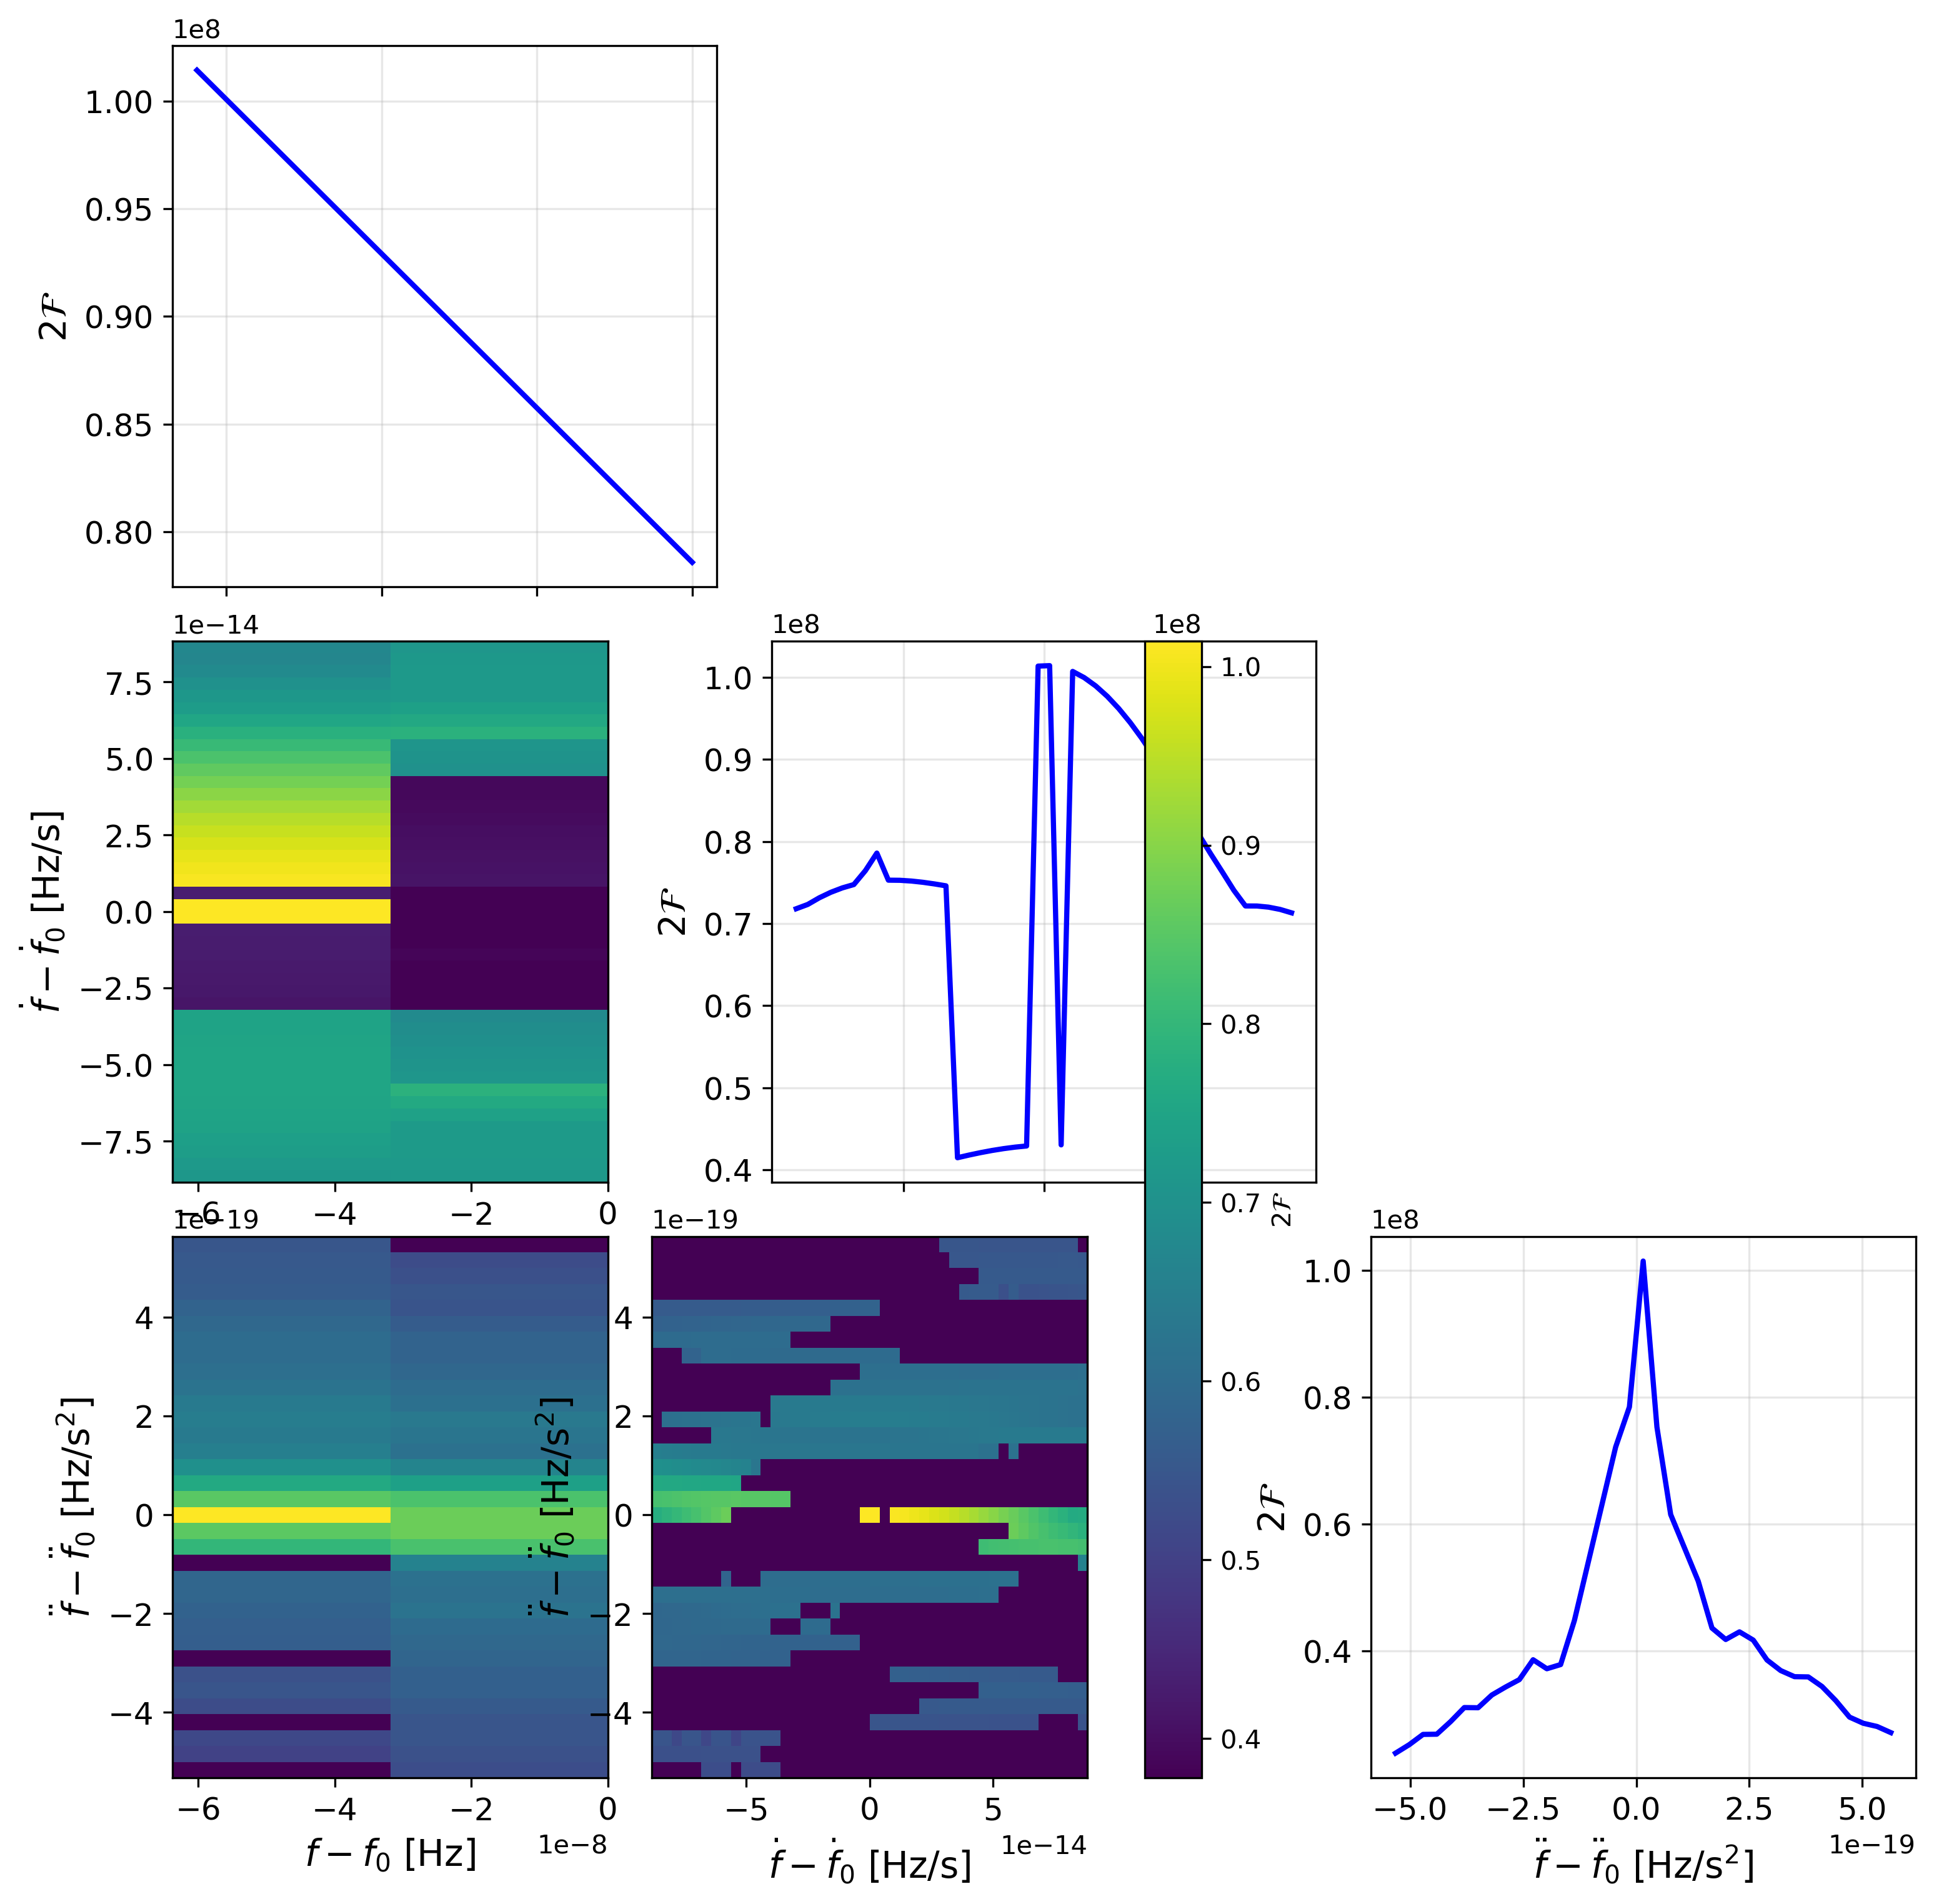 1e8
1.00
0.95
0.90
0.85
0.80
2ℱ
1e−14
7.5
5.0
2.5
0.0
−2.5
−5.0
−7.5
ḟ − ḟ₀ [Hz/s]
−6 −4 −2 0
1e8
1.0
0.9
0.8
0.7
0.6
0.5
0.4
2ℱ
1e8
1.0
0.9
0.8
0.7
0.6
0.5
0.4
2ℱ
1e−19
4
2
0
−2
−4
f̈ − f̈₀ [Hz/s²]
−6 −4 −2 0
1e−8
f − f₀ [Hz]
1e−19
4
2
0
−2
−4
f̈ − f̈₀ [Hz/s²]
−5 0 5
1e−14
ḟ − ḟ₀ [Hz/s]
1e8
1.0
0.8
0.6
0.4
2ℱ
−5.0 −2.5 0.0 2.5 5.0
1e−19
f̈ − f̈₀ [Hz/s²]